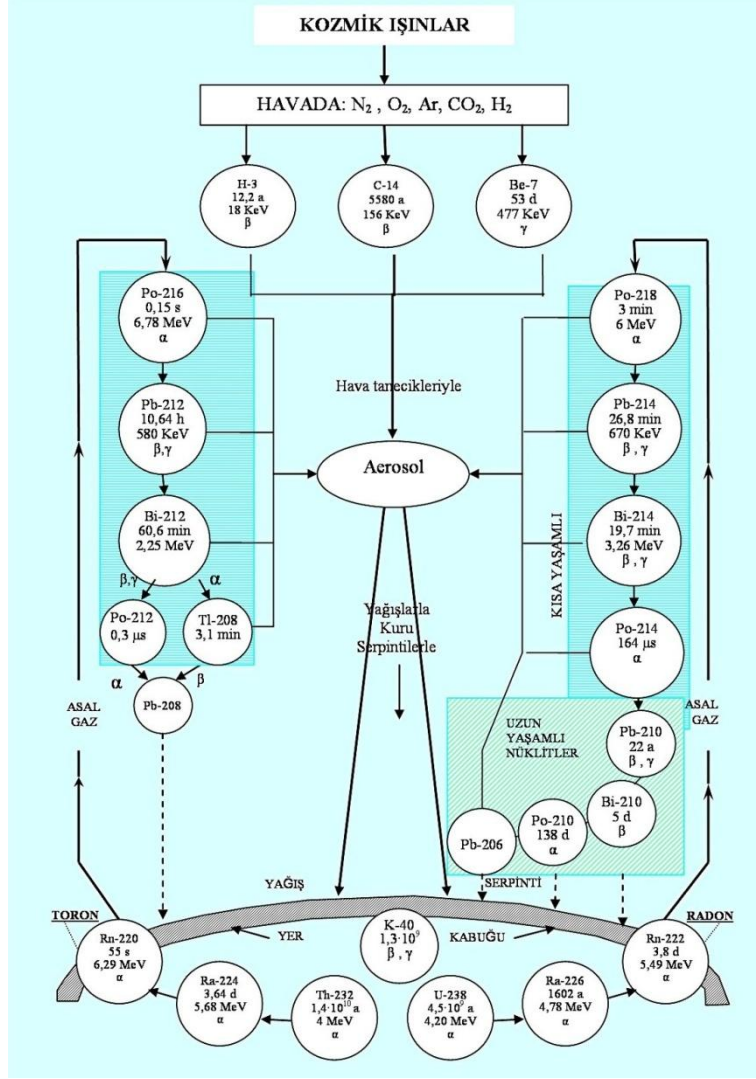 KOZMİK IŞINLAR
HAVADA: N₂ , O₂, Ar, CO₂, H₂
H-3
12,2 a
18 KeV
β
C-14
5580 a
156 KeV
β
Be-7
53 d
477 KeV
γ
Po-216
0,15 s
6,78 MeV
α
Pb-212
10,64 h
580 KeV
β,γ
Bi-212
60,6 min
2,25 MeV
β,γ
α
Po-212
0,3 µs
Tl-208
3,1 min
α
β
Pb-208
ASAL
GAZ
Hava tanecikleriyle
Aerosol
Yağışlarla
Kuru
Serpintilerle
Po-218
3 min
6 MeV
α
Pb-214
26,8 min
670 KeV
β , γ
Bi-214
19,7 min
3,26 MeV
β , γ
Po-214
164 µs
α
KISA YAŞAMLI
ASAL
GAZ
UZUN
YAŞAMLI
NÜKLİTLER
Pb-210
22 a
β , γ
Bi-210
5 d
β
Po-210
138 d
α
Pb-206
YAĞIŞ
SERPİNTİ
TORON
RADON
YER
KABUĞU
Rn-220
55 s
6,29 MeV
α
Ra-224
3,64 d
5,68 MeV
α
Th-232
1,4·10¹⁰ a
4 MeV
α
K-40
1,3·10⁹
β , γ
U-238
4,5·10⁹ a
4,20 MeV
α
Ra-226
1602 a
4,78 MeV
α
Rn-222
3,8 d
5,49 MeV
α